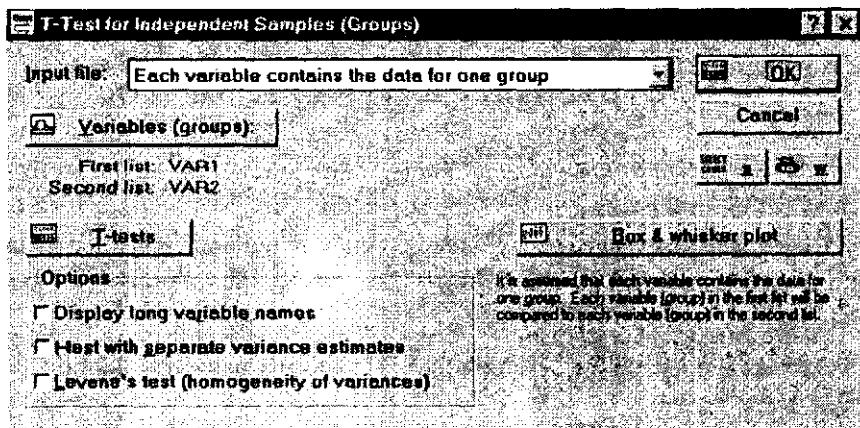 T-Test for Independent Samples (Groups)
Input file: Each variable contains the data for one group
OK
Variables (groups):
Cancel
First list: VAR1
Second list: VAR2
SELECT CASES S W
T-tests
Box & whisker plot
Options
It is assumed that each variable contains the data for
one group. Each variable (group) in the first list will be
compared to each variable (group) in the second list.
Display long variable names
t-test with separate variance estimates
Levene's test (homogeneity of variances)